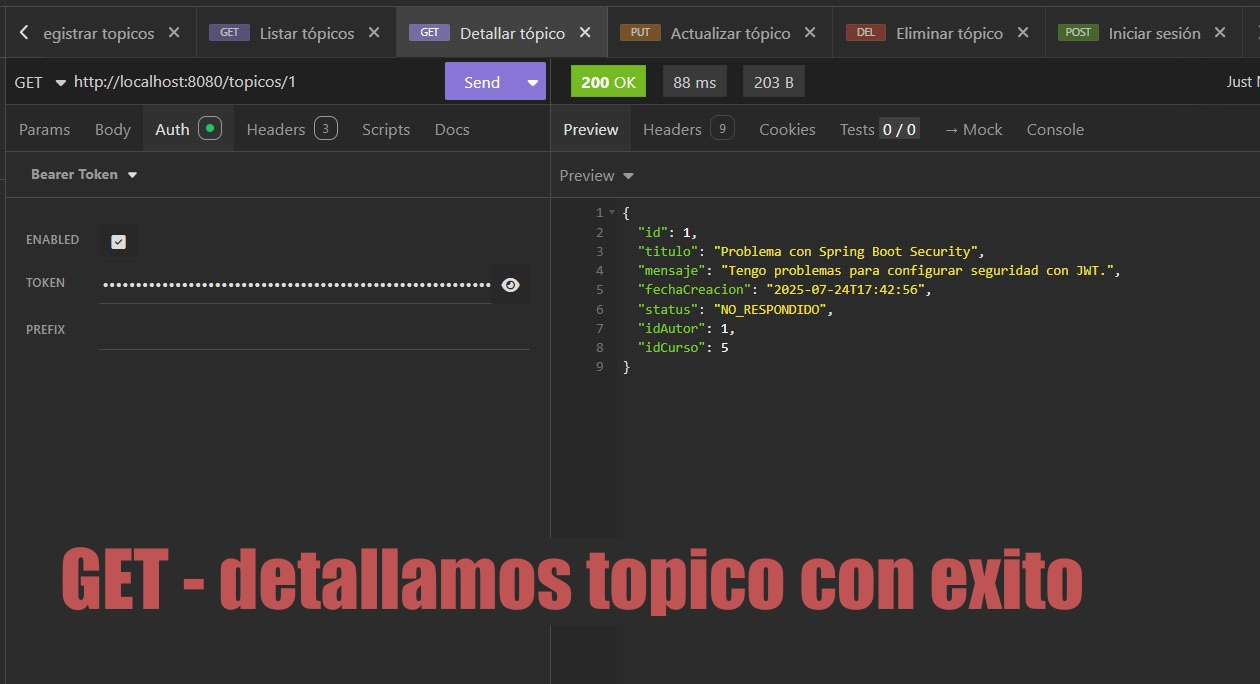 egistrar topicos
GET Listar tópicos
GET Detallar tópico
PUT Actualizar tópico
DEL Eliminar tópico
POST Iniciar sesión
GET http://localhost:8080/topicos/1 Send
200 OK 88 ms 203 B Just
Params Body Auth Headers 3 Scripts Docs
Preview Headers 9 Cookies Tests 0 / 0 → Mock Console
Bearer Token
Preview
ENABLED
TOKEN ••••••••••••••••••••••••••••••••••••••••••••••••••••••••
PREFIX
1 {
2 "id": 1,
3 "titulo": "Problema con Spring Boot Security",
4 "mensaje": "Tengo problemas para configurar seguridad con JWT.",
5 "fechaCreacion": "2025-07-24T17:42:56",
6 "status": "NO_RESPONDIDO",
7 "idAutor": 1,
8 "idCurso": 5
9 }
GET - detallamos topico con exito